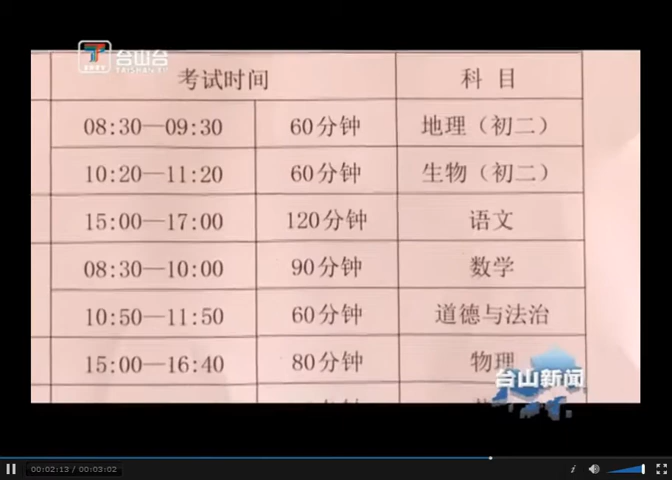 台山台
TAISHAN TV
考试时间 科目
08:30—09:30 60分钟 地理（初二）
10:20—11:20 60分钟 生物（初二）
15:00—17:00 120分钟 语文
08:30—10:00 90分钟 数学
10:50—11:50 60分钟 道德与法治
15:00—16:40 80分钟 物理
台山新闻
00:02:13 / 00:03:02